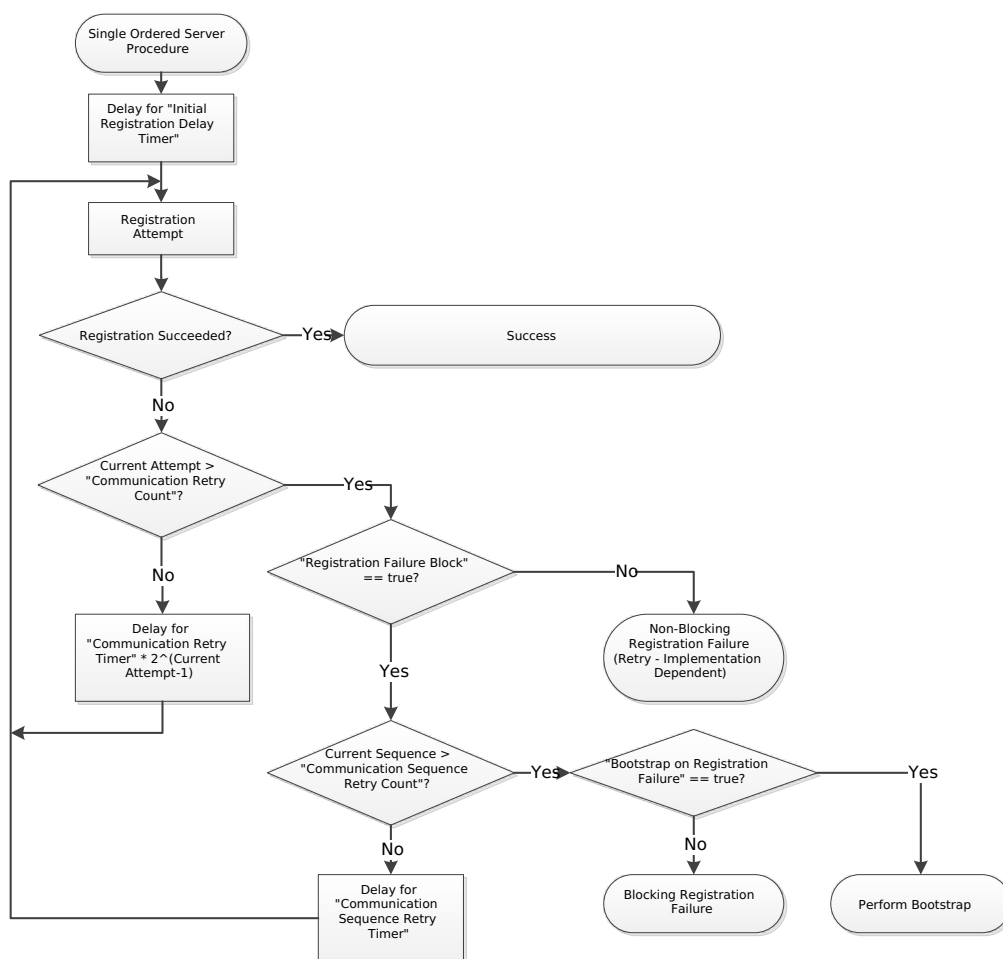 Single Ordered Server
Procedure
Delay for "Initial
Registration Delay
Timer"
Registration
Attempt
Registration Succeeded?
Yes
Success
No
Current Attempt >
"Communication Retry
Count"?
Yes
No
"Registration Failure Block"
== true?
No
Delay for
"Communication Retry
Timer" * 2^(Current
Attempt-1)
Non-Blocking
Registration Failure
(Retry - Implementation
Dependent)
Yes
Current Sequence >
"Communication Sequence
Retry Count"?
Yes
"Bootstrap on Registration
Failure" == true?
Yes
No
No
Delay for
"Communication
Sequence Retry
Timer"
Blocking Registration
Failure
Perform Bootstrap